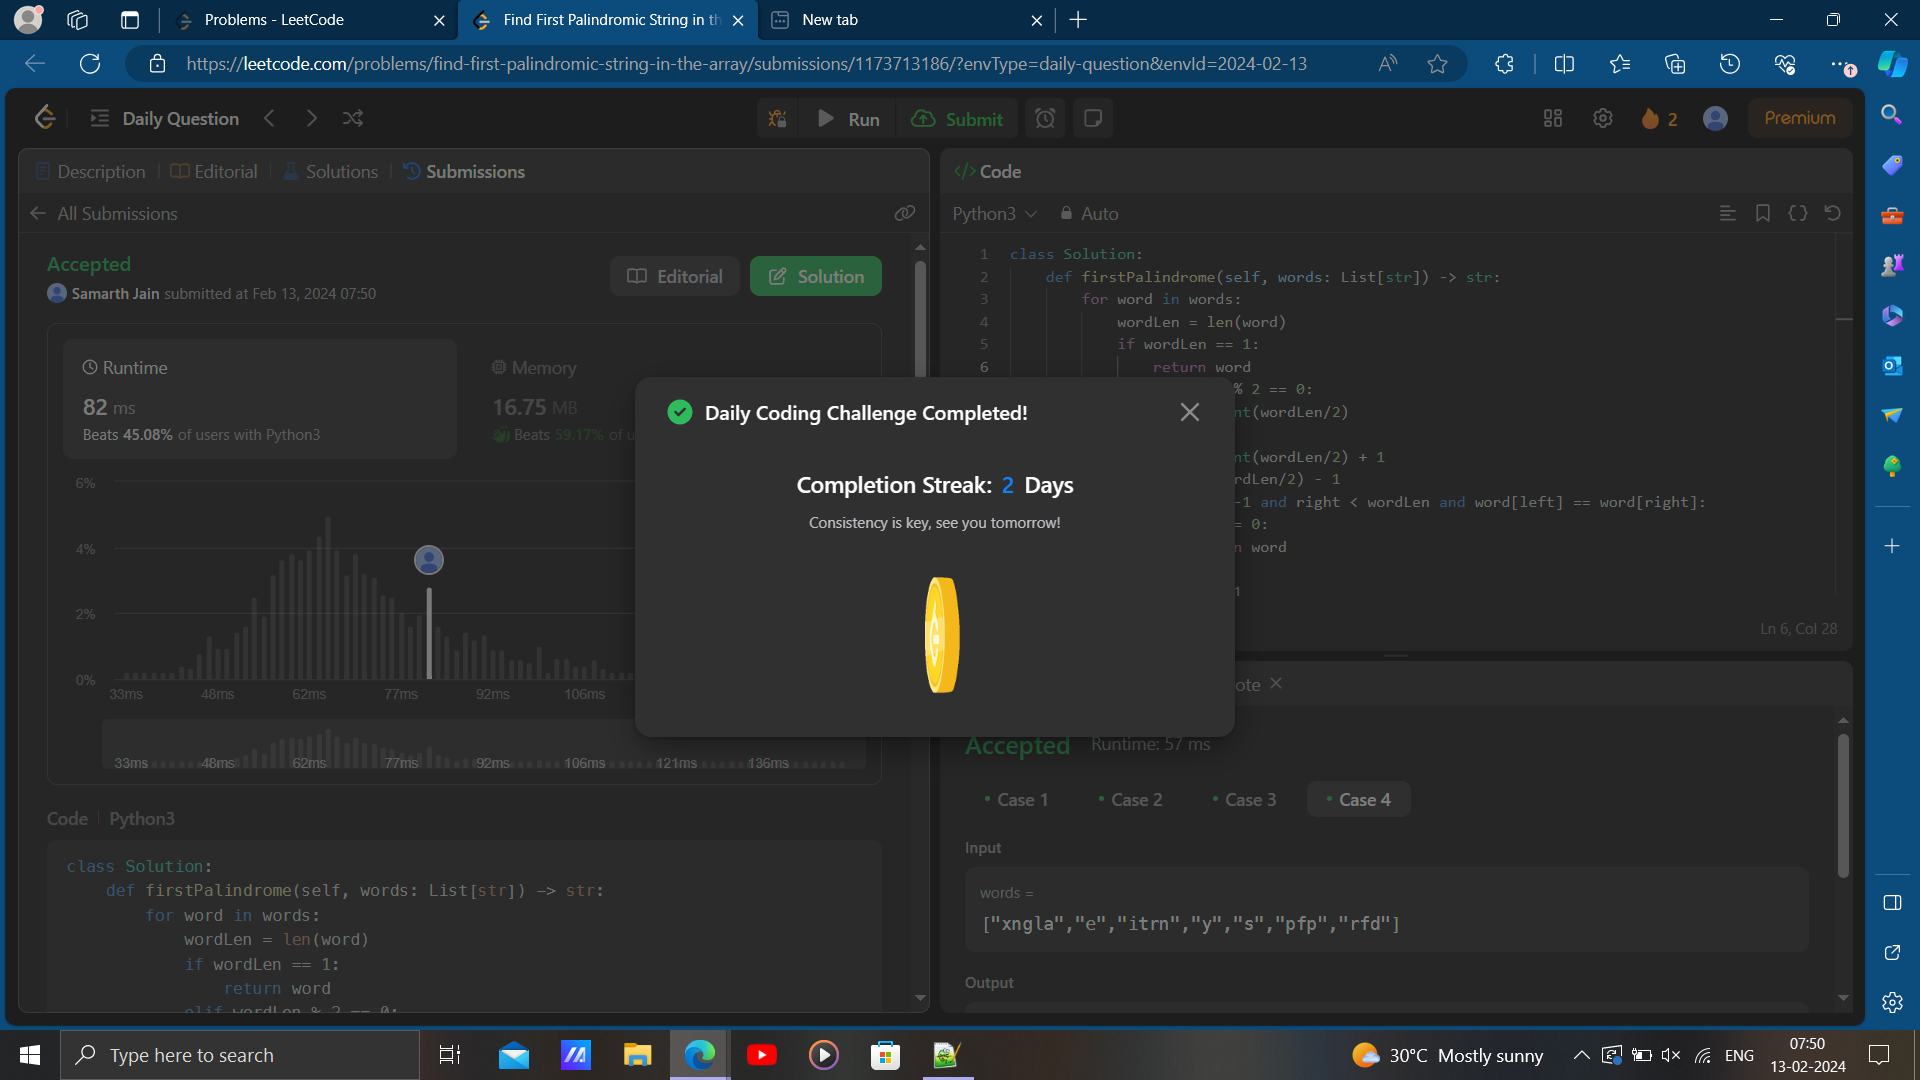 Problems - LeetCode
Find First Palindromic String in th
New tab
https://leetcode.com/problems/find-first-palindromic-string-in-the-array/submissions/1173713186/?envType=daily-question&envId=2024-02-13
Daily Question
Run
Submit
2
Premium
Description
Editorial
Solutions
Submissions
All Submissions
Accepted
Samarth Jain submitted at Feb 13, 2024 07:50
Editorial
Solution
Runtime
82 ms
Beats 45.08% of users with Python3
Memory
16.75 MB
Beats 59.17% of u
6%
4%
2%
0%
33ms 48ms 62ms 77ms 92ms 106ms
33ms 48ms 62ms 77ms 92ms 106ms 121ms 136ms
Code | Python3
class Solution:
def firstPalindrome(self, words: List[str]) -> str:
for word in words:
wordLen = len(word)
if wordLen == 1:
return word
elif wordLen % 2 == 0:
Daily Coding Challenge Completed!
Completion Streak: 2 Days
Consistency is key, see you tomorrow!
</> Code
Python3
Auto
1 class Solution:
2 def firstPalindrome(self, words: List[str]) -> str:
3 for word in words:
4 wordLen = len(word)
5 if wordLen == 1:
6 return word
% 2 == 0:
nt(wordLen/2)
nt(wordLen/2) + 1
rdLen/2) - 1
-1 and right < wordLen and word[left] == word[right]:
= 0:
n word
1
Ln 6, Col 28
ote
Accepted
Runtime: 57 ms
Case 1
Case 2
Case 3
Case 4
Input
words =
["xngla","e","itrn","y","s","pfp","rfd"]
Output
Type here to search
30°C Mostly sunny
ENG
07:50
13-02-2024